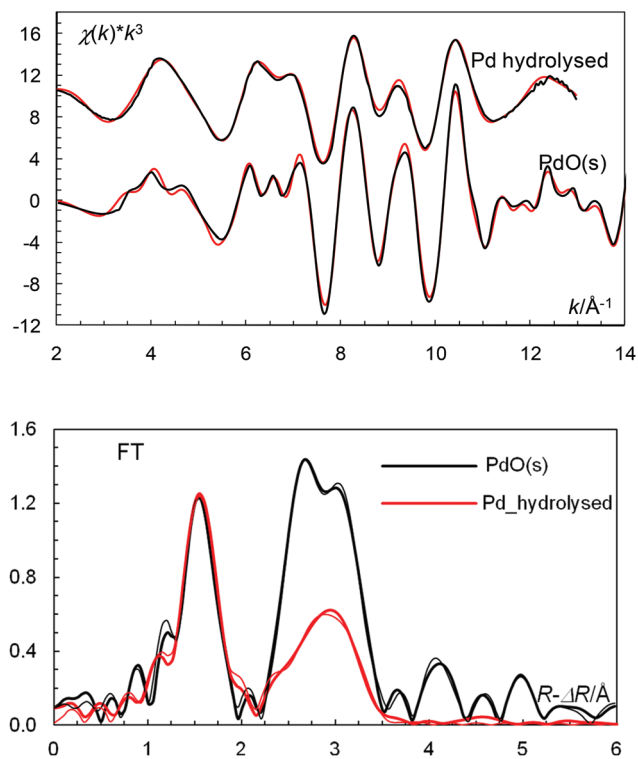 χ(k)*k³
16
12
8
4
0
-4
-8
-12
Pd hydrolysed
PdO(s)
k/Å⁻¹
2 4 6 8 10 12 14
FT
1.6
1.2
0.8
0.4
0.0
PdO(s)
Pd_hydrolysed
R-ΔR/Å
0 1 2 3 4 5 6